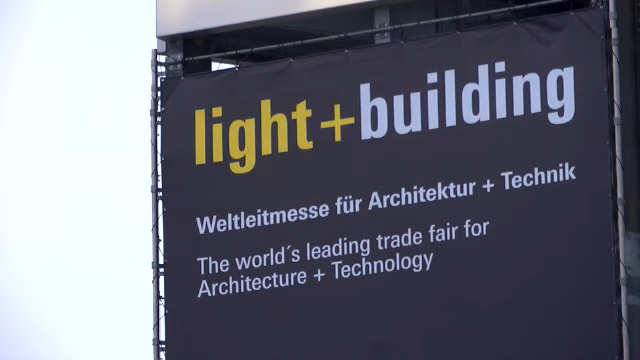 light+building
Weltleitmesse für Architektur + Technik
The world´s leading trade fair for
Architecture + Technology